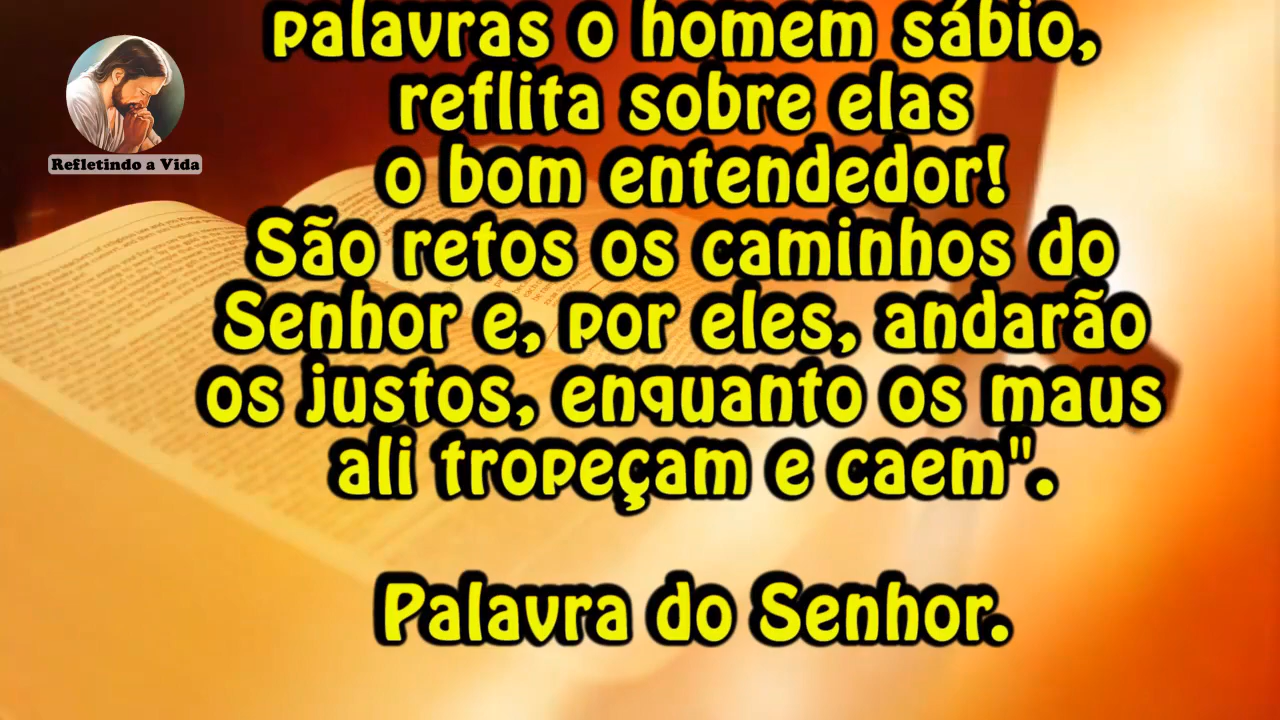 palavras o homem sábio,
reflita sobre elas
o bom entendedor!
São retos os caminhos do
Senhor e, por eles, andarão
os justos, enquanto os maus
ali tropeçam e caem".
Palavra do Senhor.
Refletindo a Vida